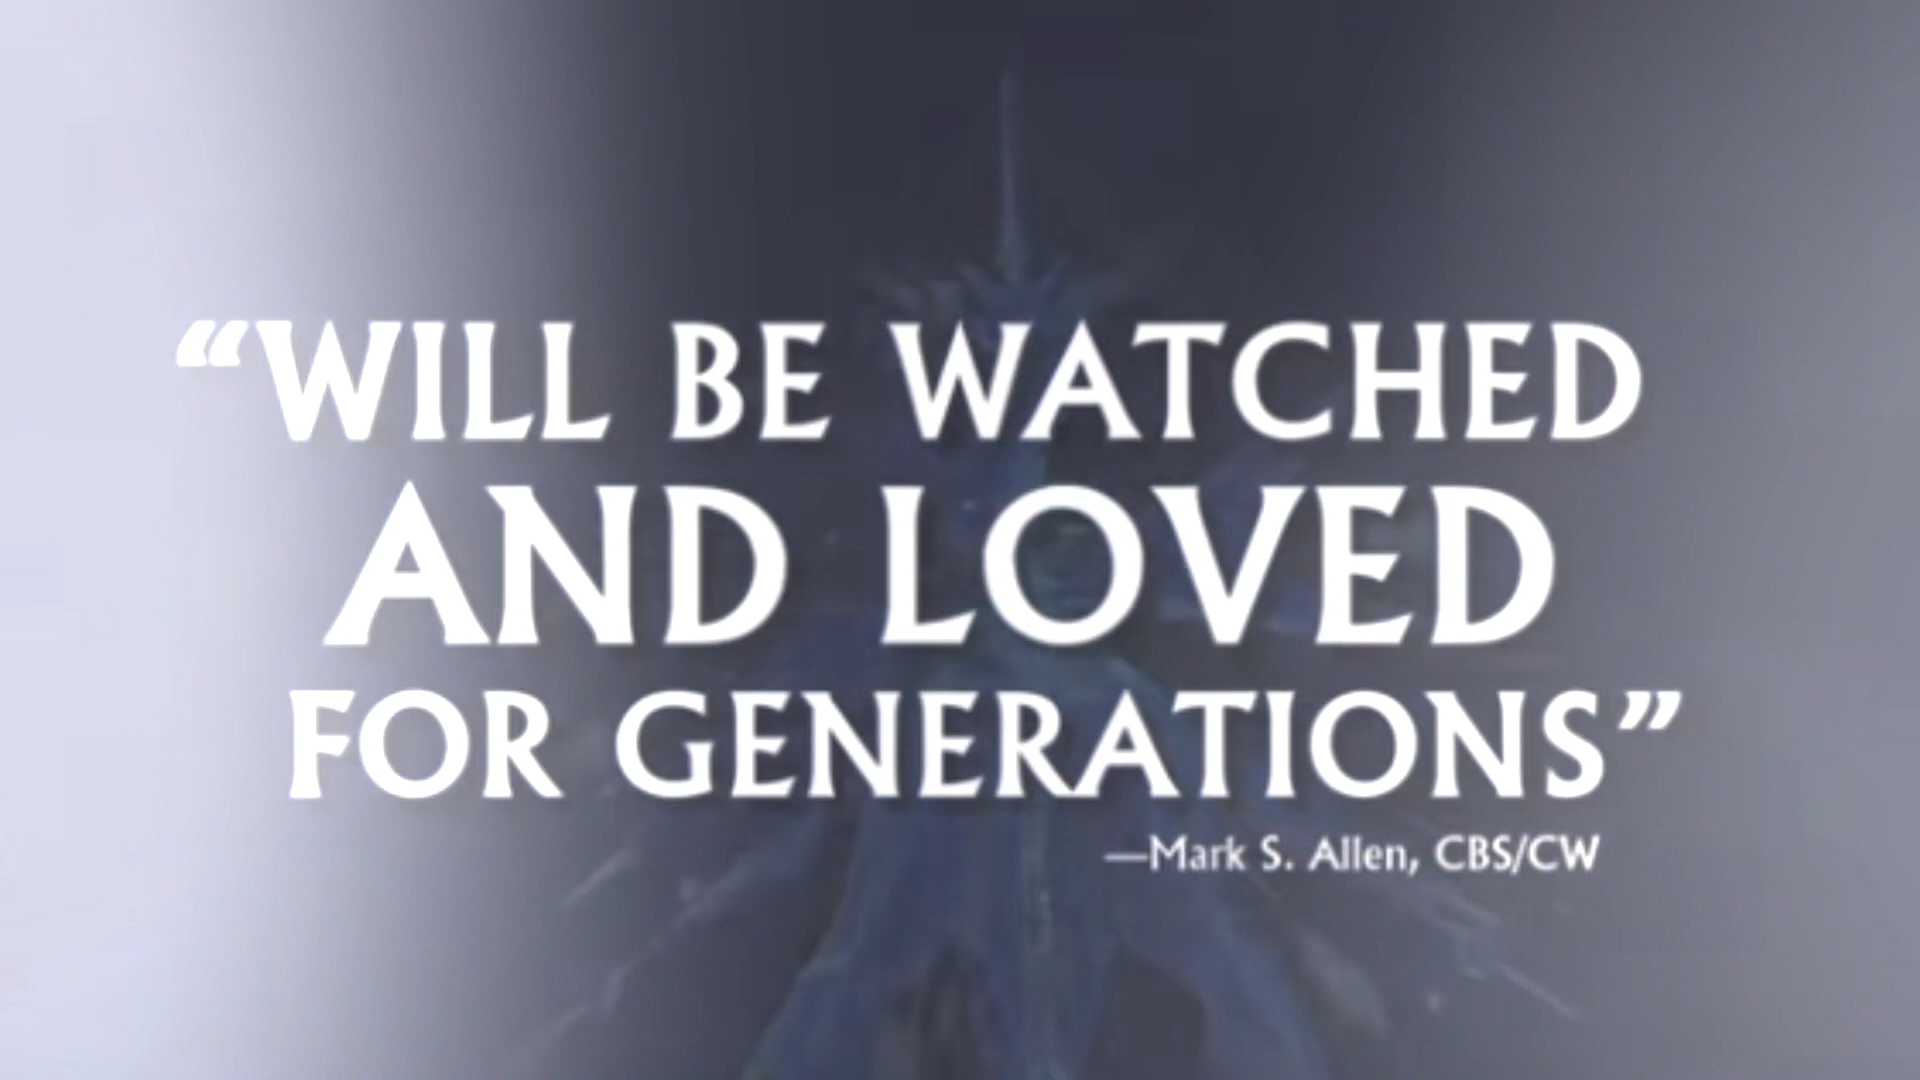 “WILL BE WATCHED
AND LOVED
FOR GENERATIONS”
—Mark S. Allen, CBS/CW